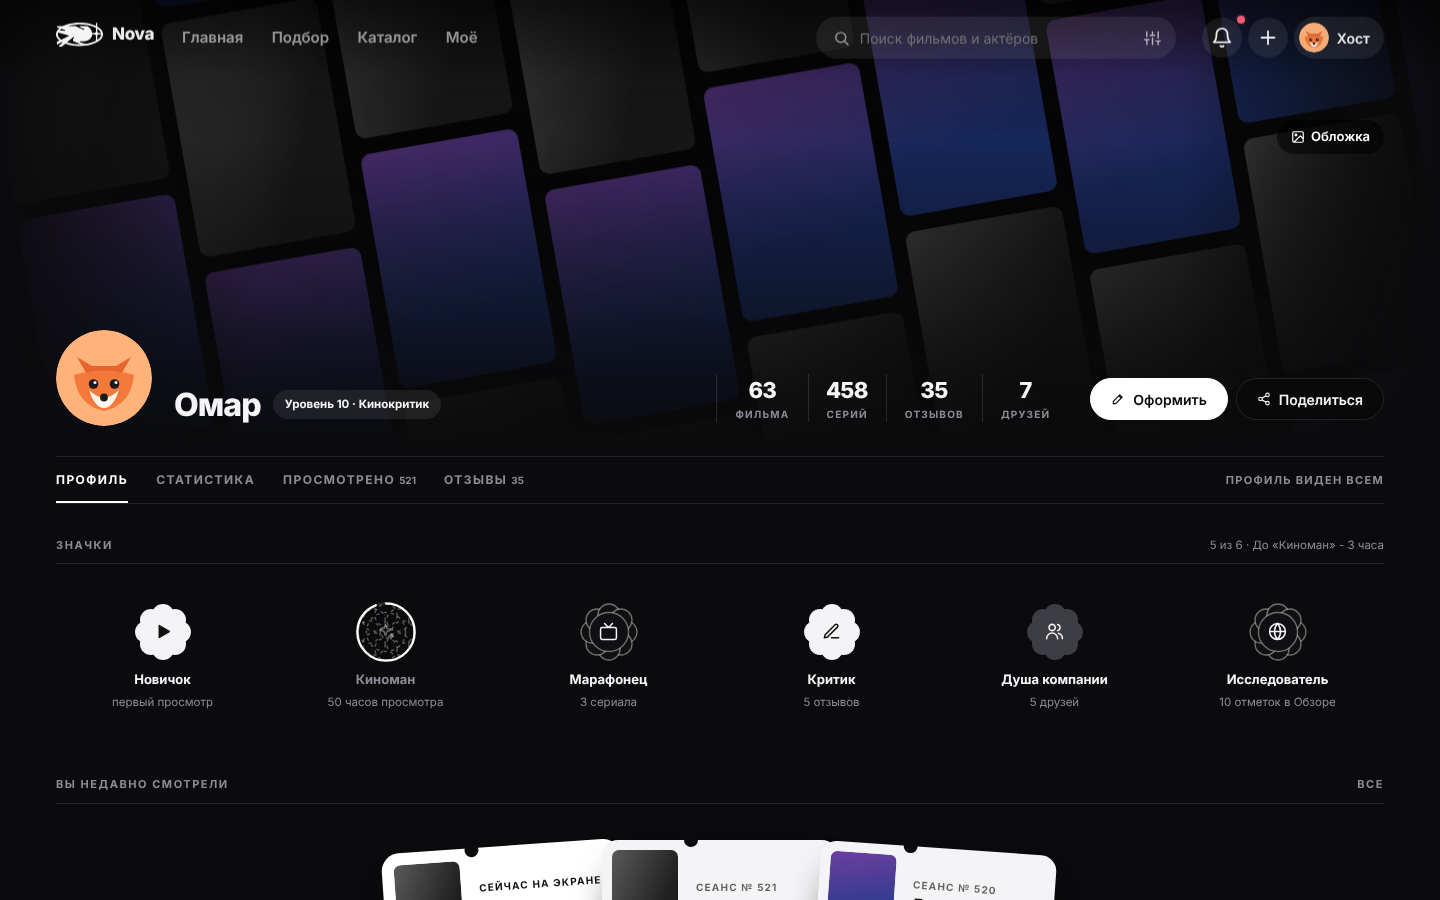 Nova Главная Подбор Каталог Моё Поиск фильмов и актёров Хост
Обложка
Омар Уровень 10 · Кинокритик
63 458 35 7
ФИЛЬМА СЕРИЙ ОТЗЫВОВ ДРУЗЕЙ
Оформить Поделиться
ПРОФИЛЬ СТАТИСТИКА ПРОСМОТРЕНО 521 ОТЗЫВЫ 35 ПРОФИЛЬ ВИДЕН ВСЕМ
ЗНАЧКИ 5 из 6 · До «Киноман» - 3 часа
Новичок Киноман Марафонец Критик Душа компании Исследователь
первый просмотр 50 часов просмотра 3 сериала 5 отзывов 5 друзей 10 отметок в Обзоре
ВЫ НЕДАВНО СМОТРЕЛИ ВСЕ
СЕЙЧАС НА ЭКРАНЕ СЕАНС № 521 СЕАНС № 520